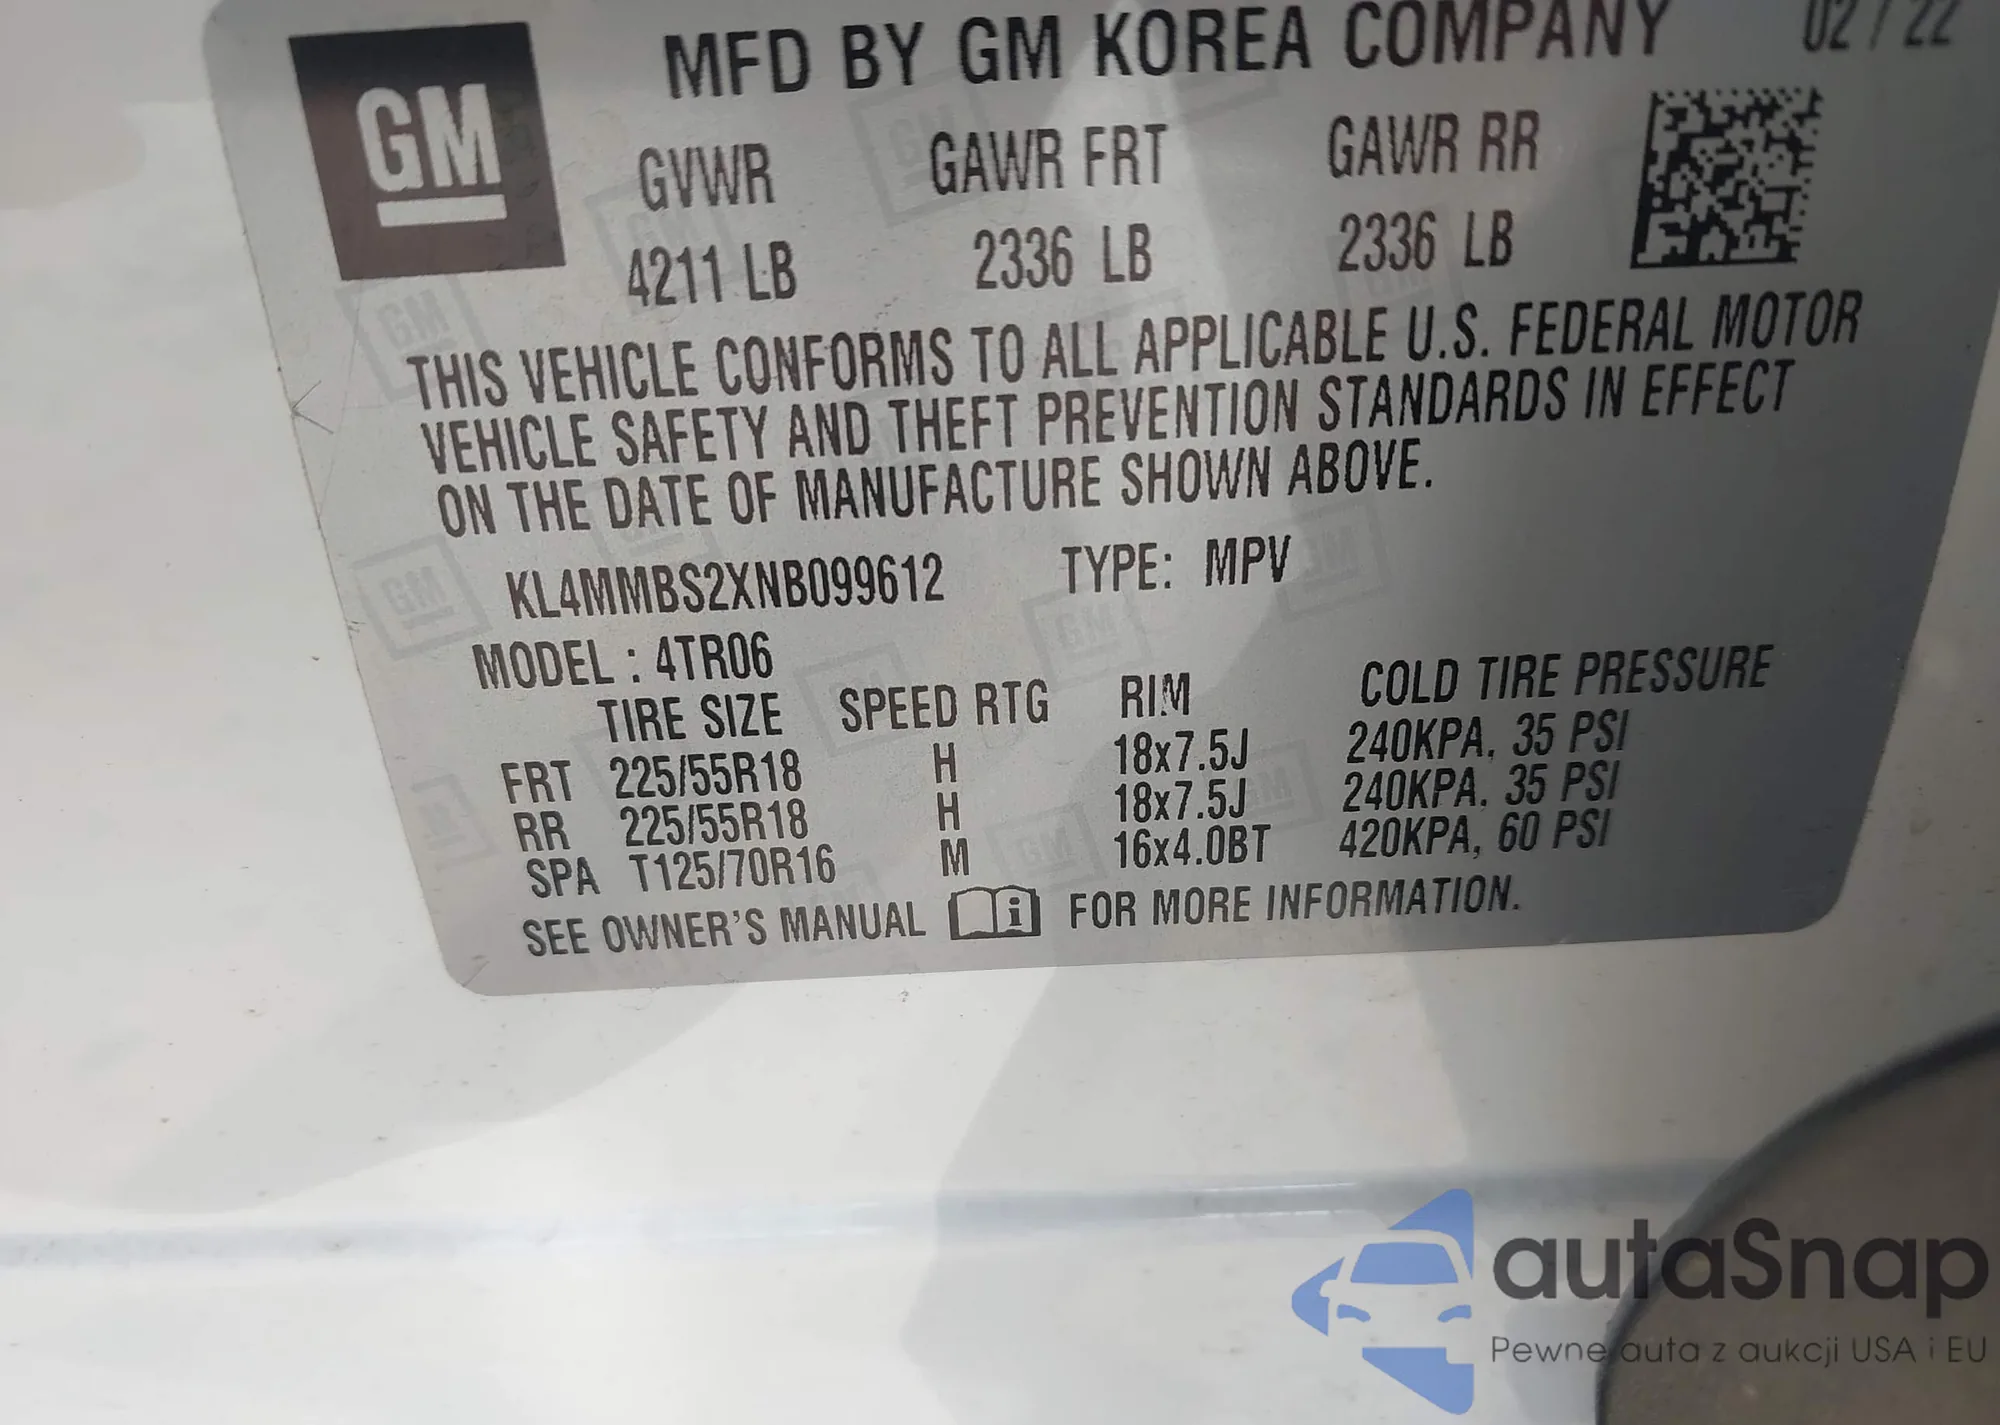 GM
MFD BY GM KOREA COMPANY 02 / 22
GVWR GAWR FRT GAWR RR
4211 LB 2336 LB 2336 LB
THIS VEHICLE CONFORMS TO ALL APPLICABLE U.S. FEDERAL MOTOR
VEHICLE SAFETY AND THEFT PREVENTION STANDARDS IN EFFECT
ON THE DATE OF MANUFACTURE SHOWN ABOVE.
KL4MMBS2XNB099612 TYPE: MPV
MODEL : 4TR06
TIRE SIZE SPEED RTG RIM COLD TIRE PRESSURE
FRT 225/55R18 H 18x7.5J 240KPA, 35 PSI
RR 225/55R18 H 18x7.5J 240KPA. 35 PSI
SPA T125/70R16 M 16x4.0BT 420KPA, 60 PSI
SEE OWNER'S MANUAL i FOR MORE INFORMATION.
autaSnap
Pewne auta z aukcji USA i EU